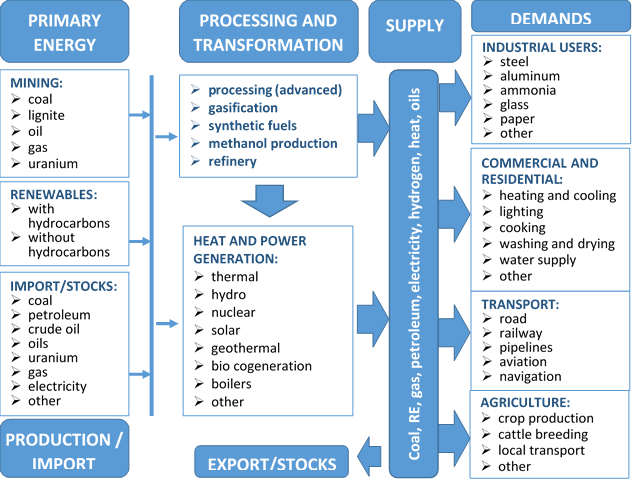 PRIMARY
ENERGY
MINING:
➢ coal
➢ lignite
➢ oil
➢ gas
➢ uranium
RENEWABLES:
➢ with
hydrocarbons
➢ without
hydrocarbons
IMPORT/STOCKS:
➢ coal
➢ petroleum
➢ crude oil
➢ oils
➢ uranium
➢ gas
➢ electricity
➢ other
PRODUCTION /
IMPORT
PROCESSING AND
TRANSFORMATION
➢ processing (advanced)
➢ gasification
➢ synthetic fuels
➢ methanol production
➢ refinery
HEAT AND POWER
GENERATION:
➢ thermal
➢ hydro
➢ nuclear
➢ solar
➢ geothermal
➢ bio cogeneration
➢ boilers
➢ other
EXPORT/STOCKS
SUPPLY
Coal, RE, gas, petroleum, electricity, hydrogen, heat, oils
DEMANDS
INDUSTRIAL USERS:
➢ steel
➢ aluminum
➢ ammonia
➢ glass
➢ paper
➢ other
COMMERCIAL AND
RESIDENTIAL:
➢ heating and cooling
➢ lighting
➢ cooking
➢ washing and drying
➢ water supply
➢ other
TRANSPORT:
➢ road
➢ railway
➢ pipelines
➢ aviation
➢ navigation
AGRICULTURE:
➢ crop production
➢ cattle breeding
➢ local transport
➢ other